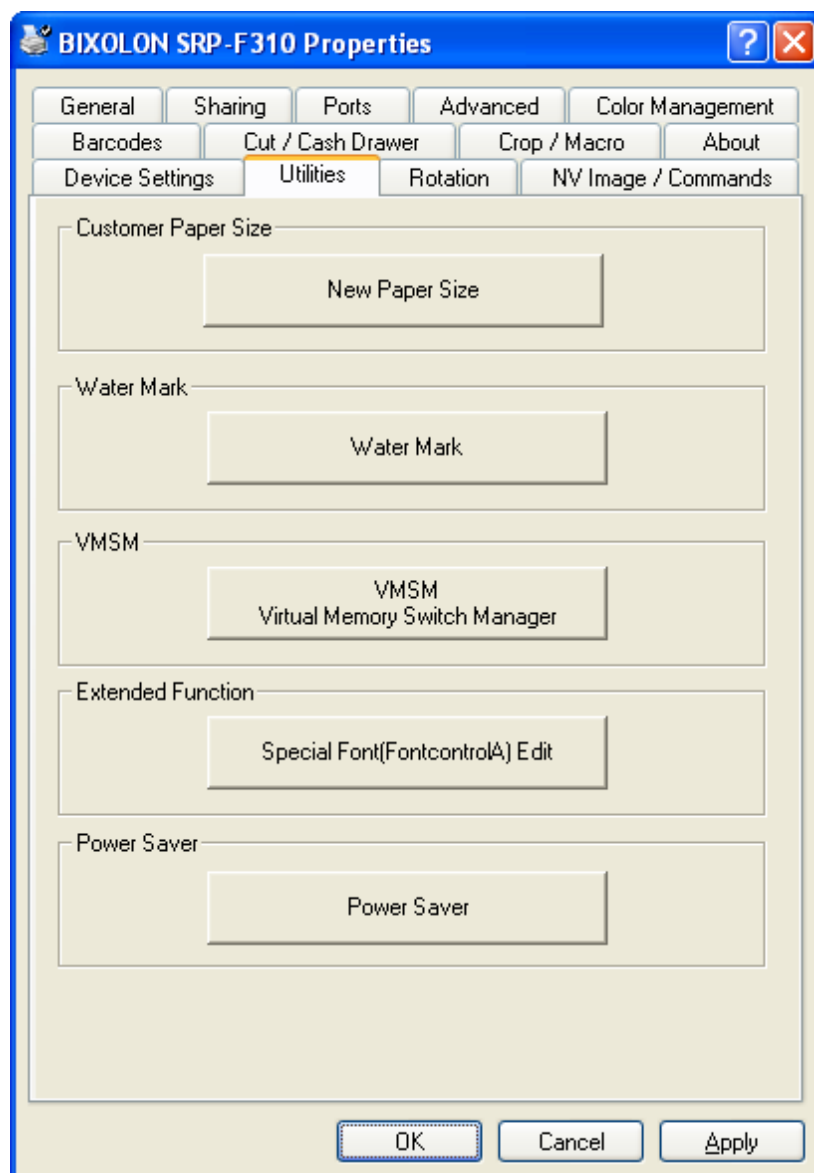 BIXOLON SRP-F310 Properties
General Sharing Ports Advanced Color Management
Barcodes Cut / Cash Drawer Crop / Macro About
Device Settings Utilities Rotation NV Image / Commands
Customer Paper Size
New Paper Size
Water Mark
Water Mark
VMSM
VMSM
Virtual Memory Switch Manager
Extended Function
Special Font(FontcontrolA) Edit
Power Saver
Power Saver
OK Cancel Apply